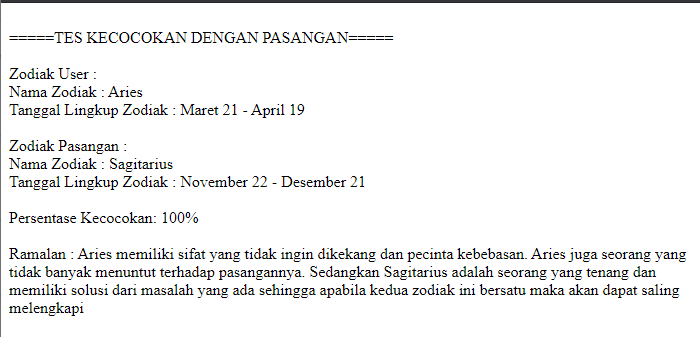 =====TES KECOCOKAN DENGAN PASANGAN=====
Zodiak User :
Nama Zodiak : Aries
Tanggal Lingkup Zodiak : Maret 21 - April 19
Zodiak Pasangan :
Nama Zodiak : Sagitarius
Tanggal Lingkup Zodiak : November 22 - Desember 21
Persentase Kecocokan: 100%
Ramalan : Aries memiliki sifat yang tidak ingin dikekang dan pecinta kebebasan. Aries juga seorang yang
tidak banyak menuntut terhadap pasangannya. Sedangkan Sagitarius adalah seorang yang tenang dan
memiliki solusi dari masalah yang ada sehingga apabila kedua zodiak ini bersatu maka akan dapat saling
melengkapi